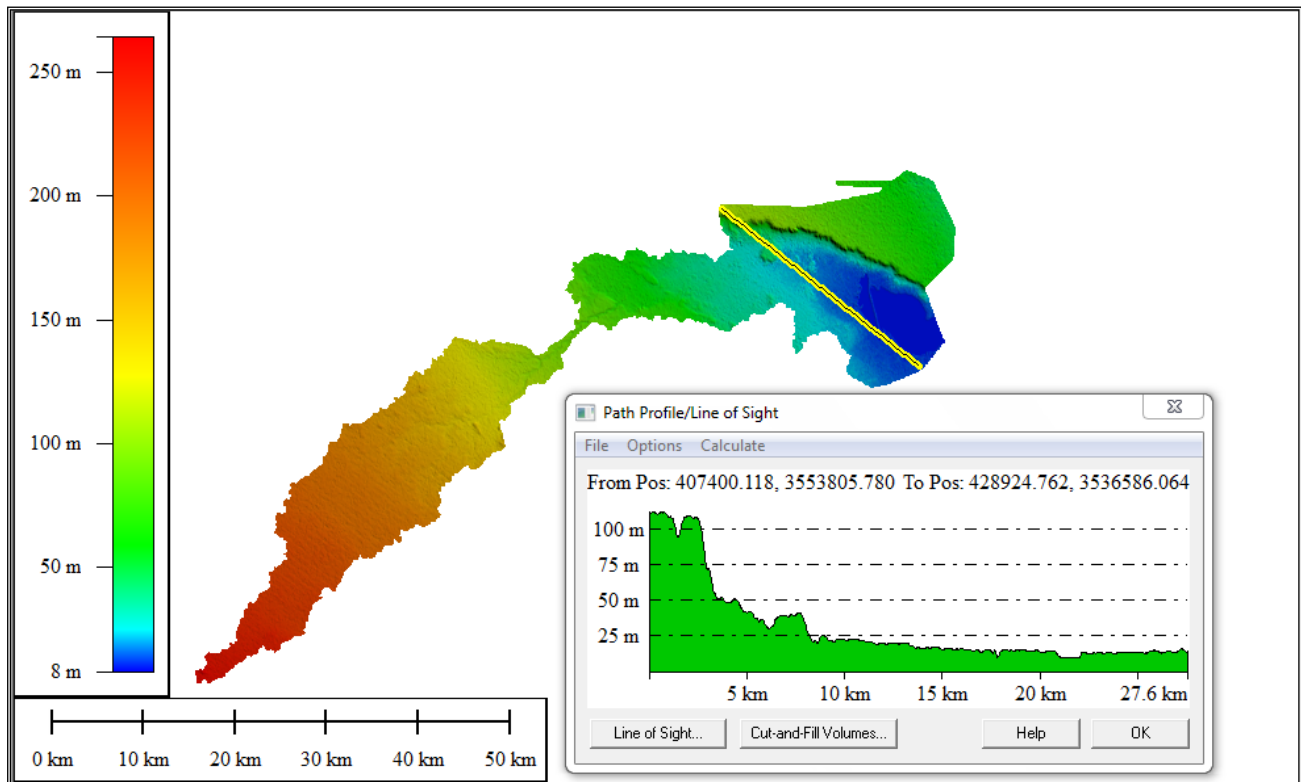 250 m
200 m
150 m
100 m
50 m
8 m
0 km 10 km 20 km 30 km 40 km 50 km
Path Profile/Line of Sight
File Options Calculate
From Pos: 407400.118, 3553805.780 To Pos: 428924.762, 3536586.064
100 m
75 m
50 m
25 m
5 km 10 km 15 km 20 km 27.6 km
Line of Sight... Cut-and-Fill Volumes... Help OK